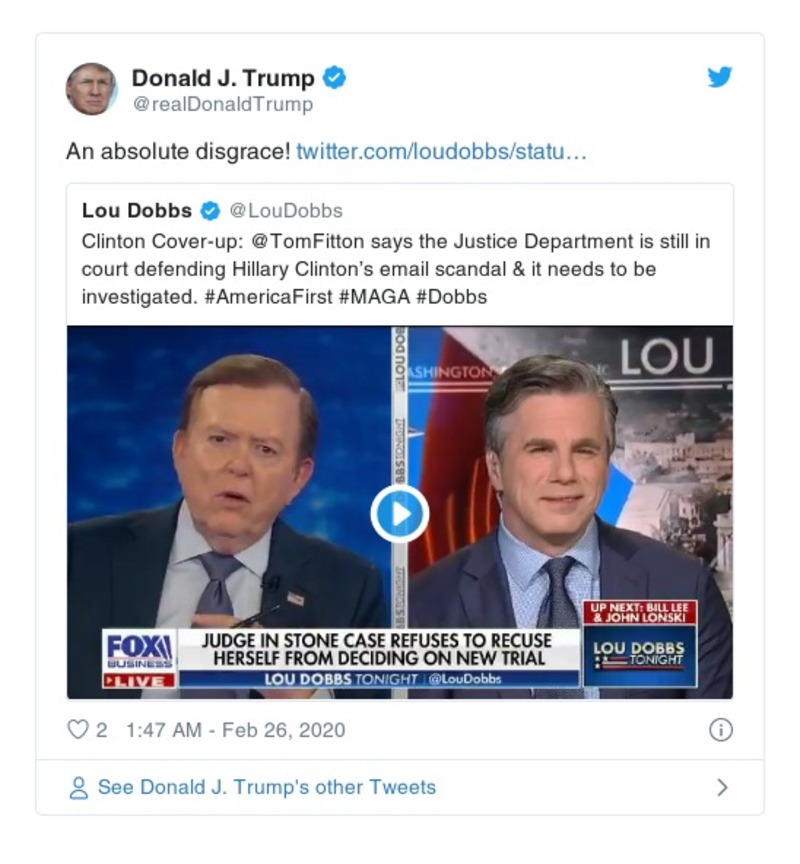 Donald J. Trump
@realDonaldTrump
An absolute disgrace! twitter.com/loudobbs/statu…
Lou Dobbs @LouDobbs
Clinton Cover-up: @TomFitton says the Justice Department is still in
court defending Hillary Clinton's email scandal & it needs to be
investigated. #AmericaFirst #MAGA #Dobbs
LOU DOB
BBSTONIGHT
BBSTONIGHT
LOU
UP NEXT: BILL LEE
& JOHN LONSKI
FOX
BUSINESS
LIVE
JUDGE IN STONE CASE REFUSES TO RECUSE
HERSELF FROM DECIDING ON NEW TRIAL
LOU DOBBS TONIGHT | @LouDobbs
LOU DOBBS
TONIGHT
2 1:47 AM - Feb 26, 2020
See Donald J. Trump's other Tweets